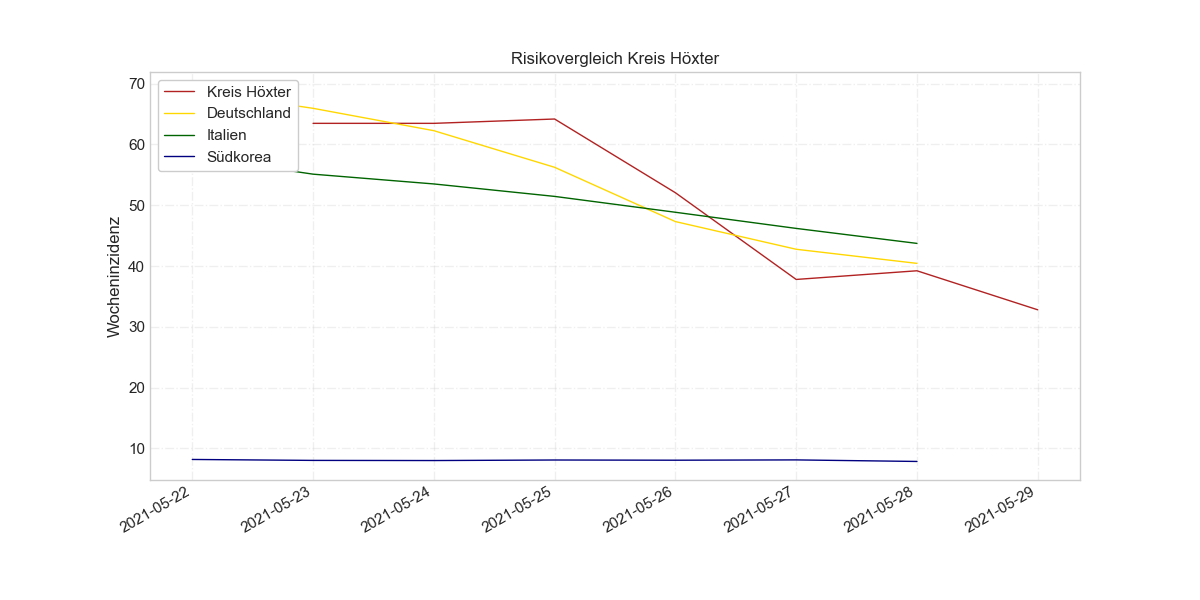 Risikovergleich Kreis Höxter
Kreis Höxter
Deutschland
Italien
Südkorea
Wocheninzidenz
70
60
50
40
30
20
10
2021-05-22
2021-05-23
2021-05-24
2021-05-25
2021-05-26
2021-05-27
2021-05-28
2021-05-29